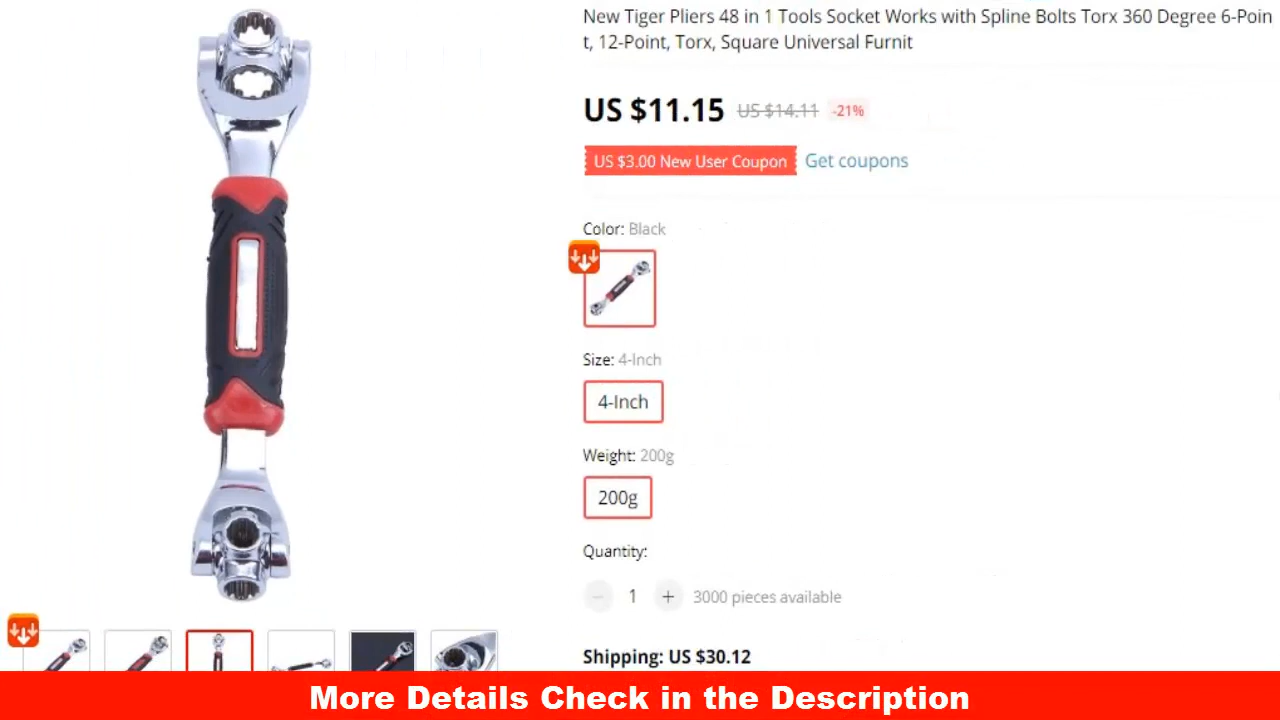 New Tiger Pliers 48 in 1 Tools Socket Works with Spline Bolts Torx 360 Degree 6-Poin
t, 12-Point, Torx, Square Universal Furnit
US $11.15 US $14.11 -21%
US $3.00 New User Coupon Get coupons
Color: Black
Size: 4-Inch
4-Inch
Weight: 200g
200g
Quantity:
1 + 3000 pieces available
Shipping: US $30.12
More Details Check in the Description